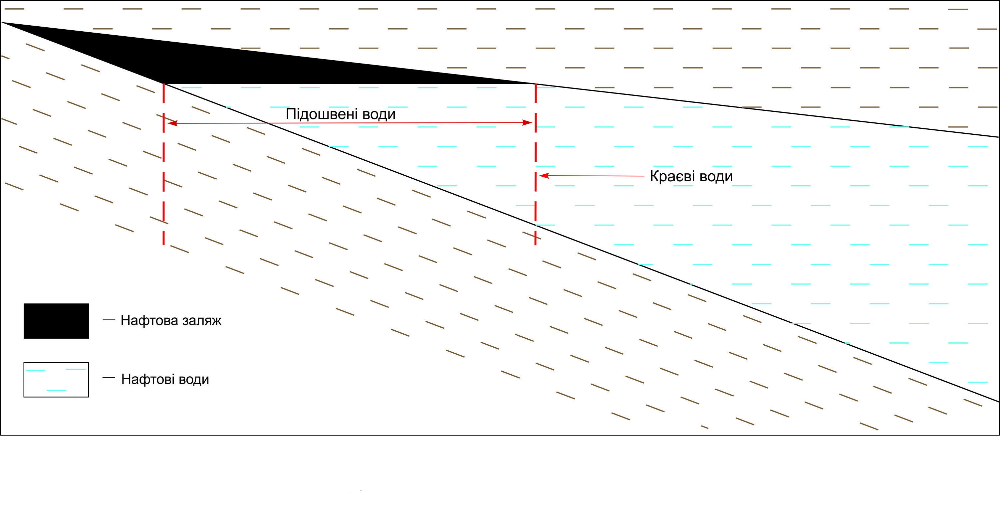 Підошвені води
Краєві води
— Нафтова заляж
— Нафтові води